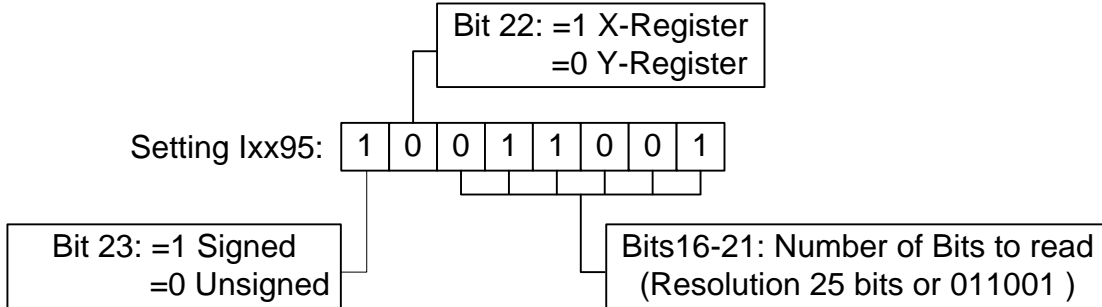 Bit 22: =1 X-Register
=0 Y-Register
Setting Ixx95: 1 0 0 1 1 0 0 1
Bit 23: =1 Signed
=0 Unsigned
Bits16-21: Number of Bits to read
(Resolution 25 bits or 011001 )